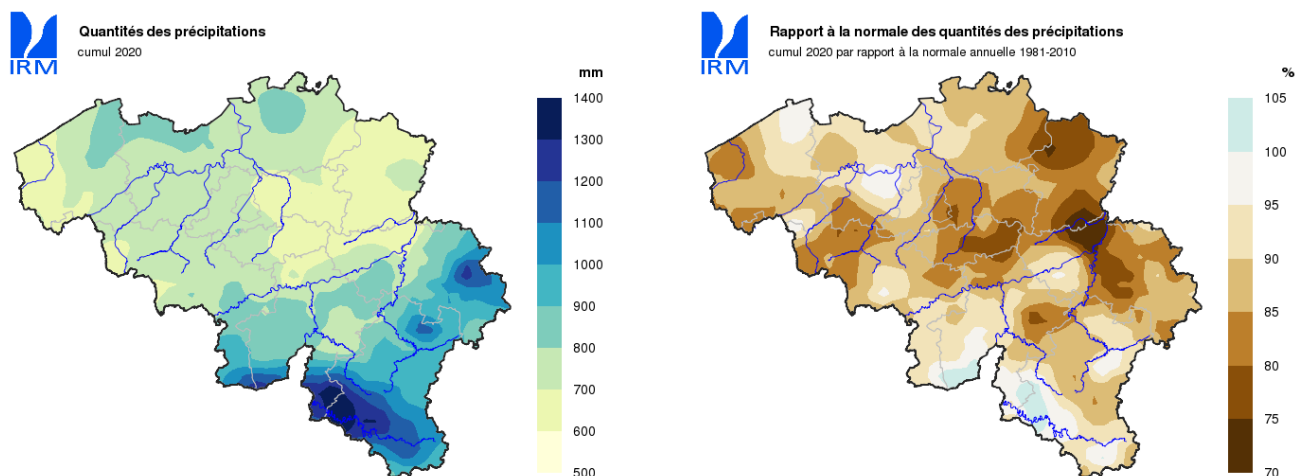 IRM
Quantités des précipitations
cumul 2020
mm
1400
1300
1200
1100
1000
900
800
700
600
500
IRM
Rapport à la normale des quantités des précipitations
cumul 2020 par rapport à la normale annuelle 1981-2010
%
105
100
95
90
85
80
75
70